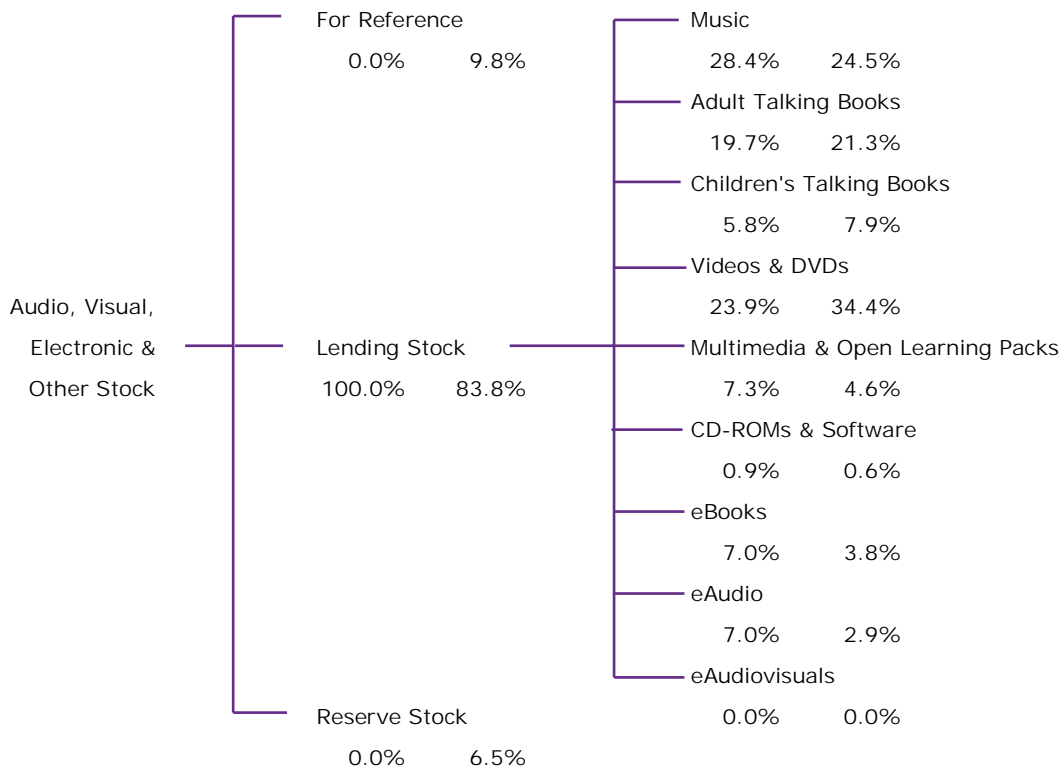 For Reference
0.0% 9.8%
Audio, Visual,
Electronic &
Other Stock
Lending Stock
100.0% 83.8%
Reserve Stock
0.0% 6.5%
Music
28.4% 24.5%
Adult Talking Books
19.7% 21.3%
Children's Talking Books
5.8% 7.9%
Videos & DVDs
23.9% 34.4%
Multimedia & Open Learning Packs
7.3% 4.6%
CD-ROMs & Software
0.9% 0.6%
eBooks
7.0% 3.8%
eAudio
7.0% 2.9%
eAudiovisuals
0.0% 0.0%